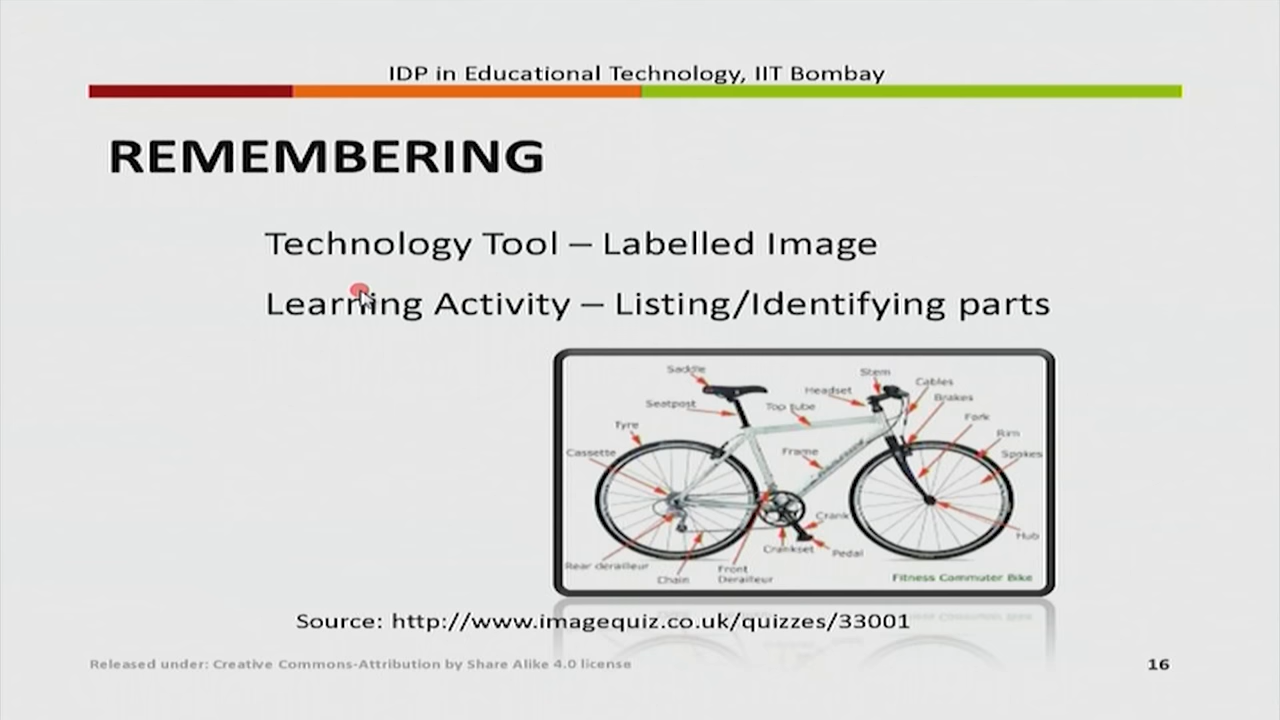 IDP in Educational Technology, IIT Bombay
REMEMBERING
Technology Tool – Labelled Image
Learning Activity – Listing/Identifying parts
Saddle
Stem
Cables
Headset
Brakes
Seatpost
Top tube
Fork
Tyre
Rim
Cassette
Frame
Spokes
Crank
Hub
Crankset
Pedal
Rear derailleur
Chain
Front
Derailleur
Fitness Commuter Bike
Source: http://www.imagequiz.co.uk/quizzes/33001
Released under: Creative Commons-Attribution by Share Alike 4.0 license
16